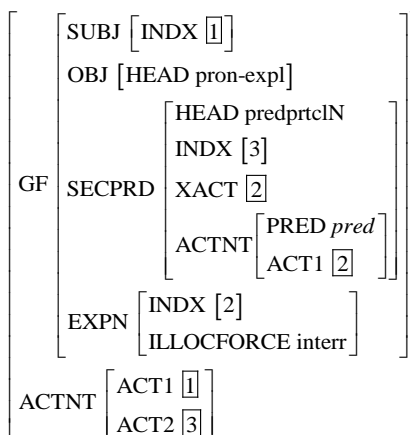 SUBJ [INDX 1]
OBJ [HEAD pron-expl]
HEAD predprtclN
INDX [3]
GF SECPRD XACT 2
PRED pred
ACTNT
ACT1 2
INDX [2]
EXPN
ILLOCFORCE interr
ACT1 1
ACTNT
ACT2 3